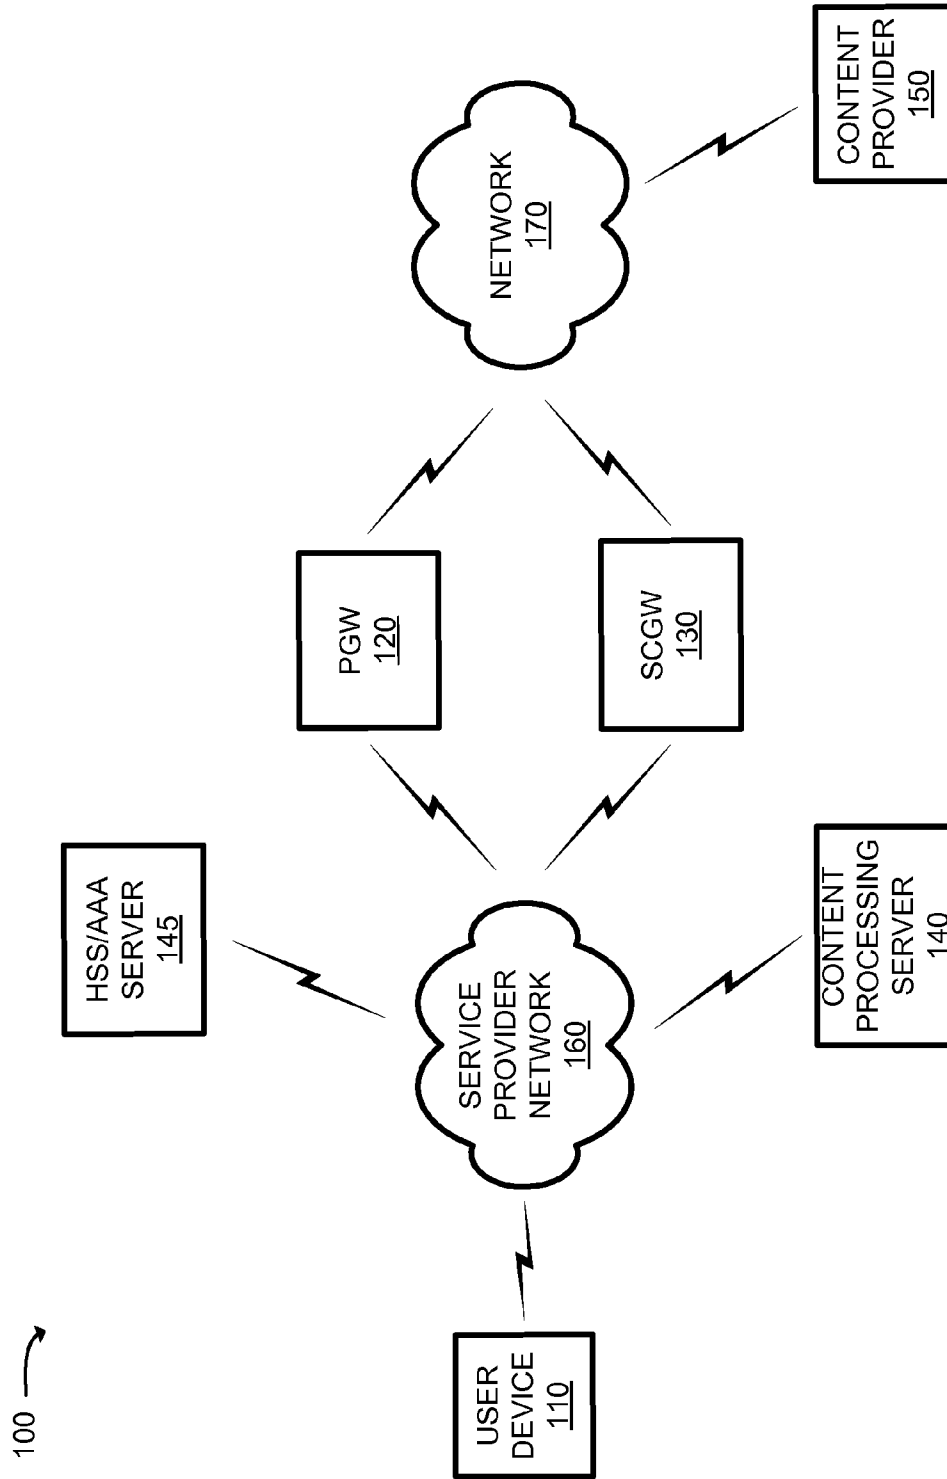 100
HSS/AAA
SERVER
145
PGW
120
NETWORK
170
USER
DEVICE
110
SERVICE
PROVIDER
NETWORK
160
SCGW
130
CONTENT
PROCESSING
SERVER
140
CONTENT
PROVIDER
150